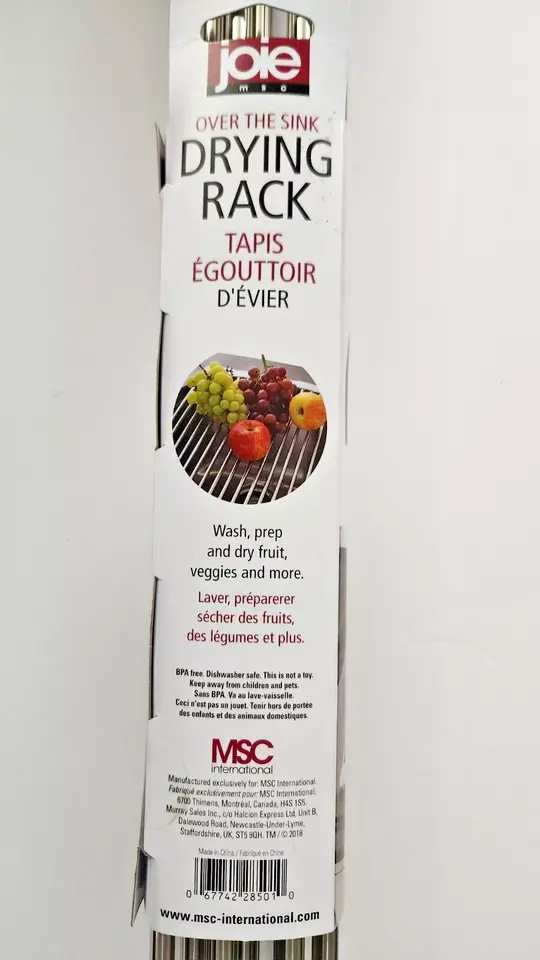 joie
msc
OVER THE SINK
DRYING
RACK
TAPIS
ÉGOUTTOIR
D'ÉVIER
Wash, prep
and dry fruit,
veggies and more.
Laver, préparerer
sécher des fruits,
des légumes et plus.
BPA free. Dishwasher safe. This is not a toy.
Keep away from children and pets.
Sans BPA. Va au lave-vaisselle.
Ceci n'est pas un jouet. Tenir hors de portée
des enfants et des animaux domestiques.
MSC
international
Manufactured exclusively for: MSC International.
Fabriqué exclusivement pour: MSC International,
6700 Thimens, Montréal, Canada, H4S 1S5.
Murray Sales Inc., c/o Halcion Express Ltd, Unit B,
Dalewood Road, Newcastle-Under-Lyme,
Staffordshire, UK, ST5 9QH. TM / © 2018
Made in China / Fabriqué en Chine
0 67742 28501 0
www.msc-international.com